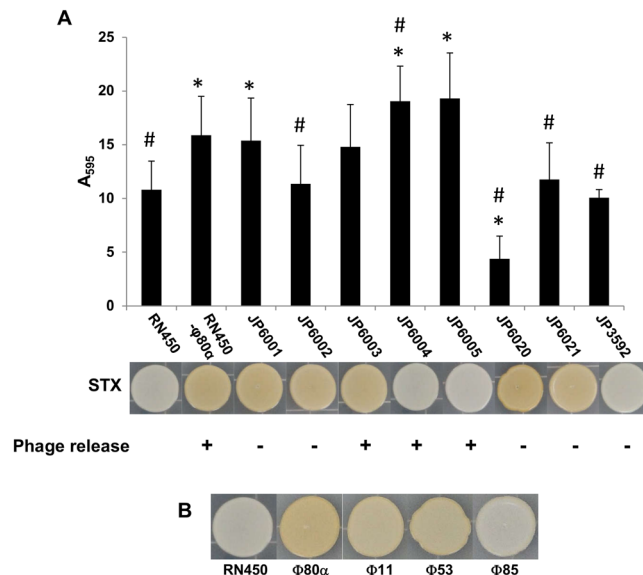 A
25
20
15
10
5
0
A595
#
*
*
#
#
*
*
#
*
#
#
RN450
RN450
-φ80α
JP6001
JP6002
JP6003
JP6004
JP6005
JP6020
JP6021
JP3592
STX
Phage release + - - + + + - - -
B
RN450 Φ80α Φ11 Φ53 Φ85